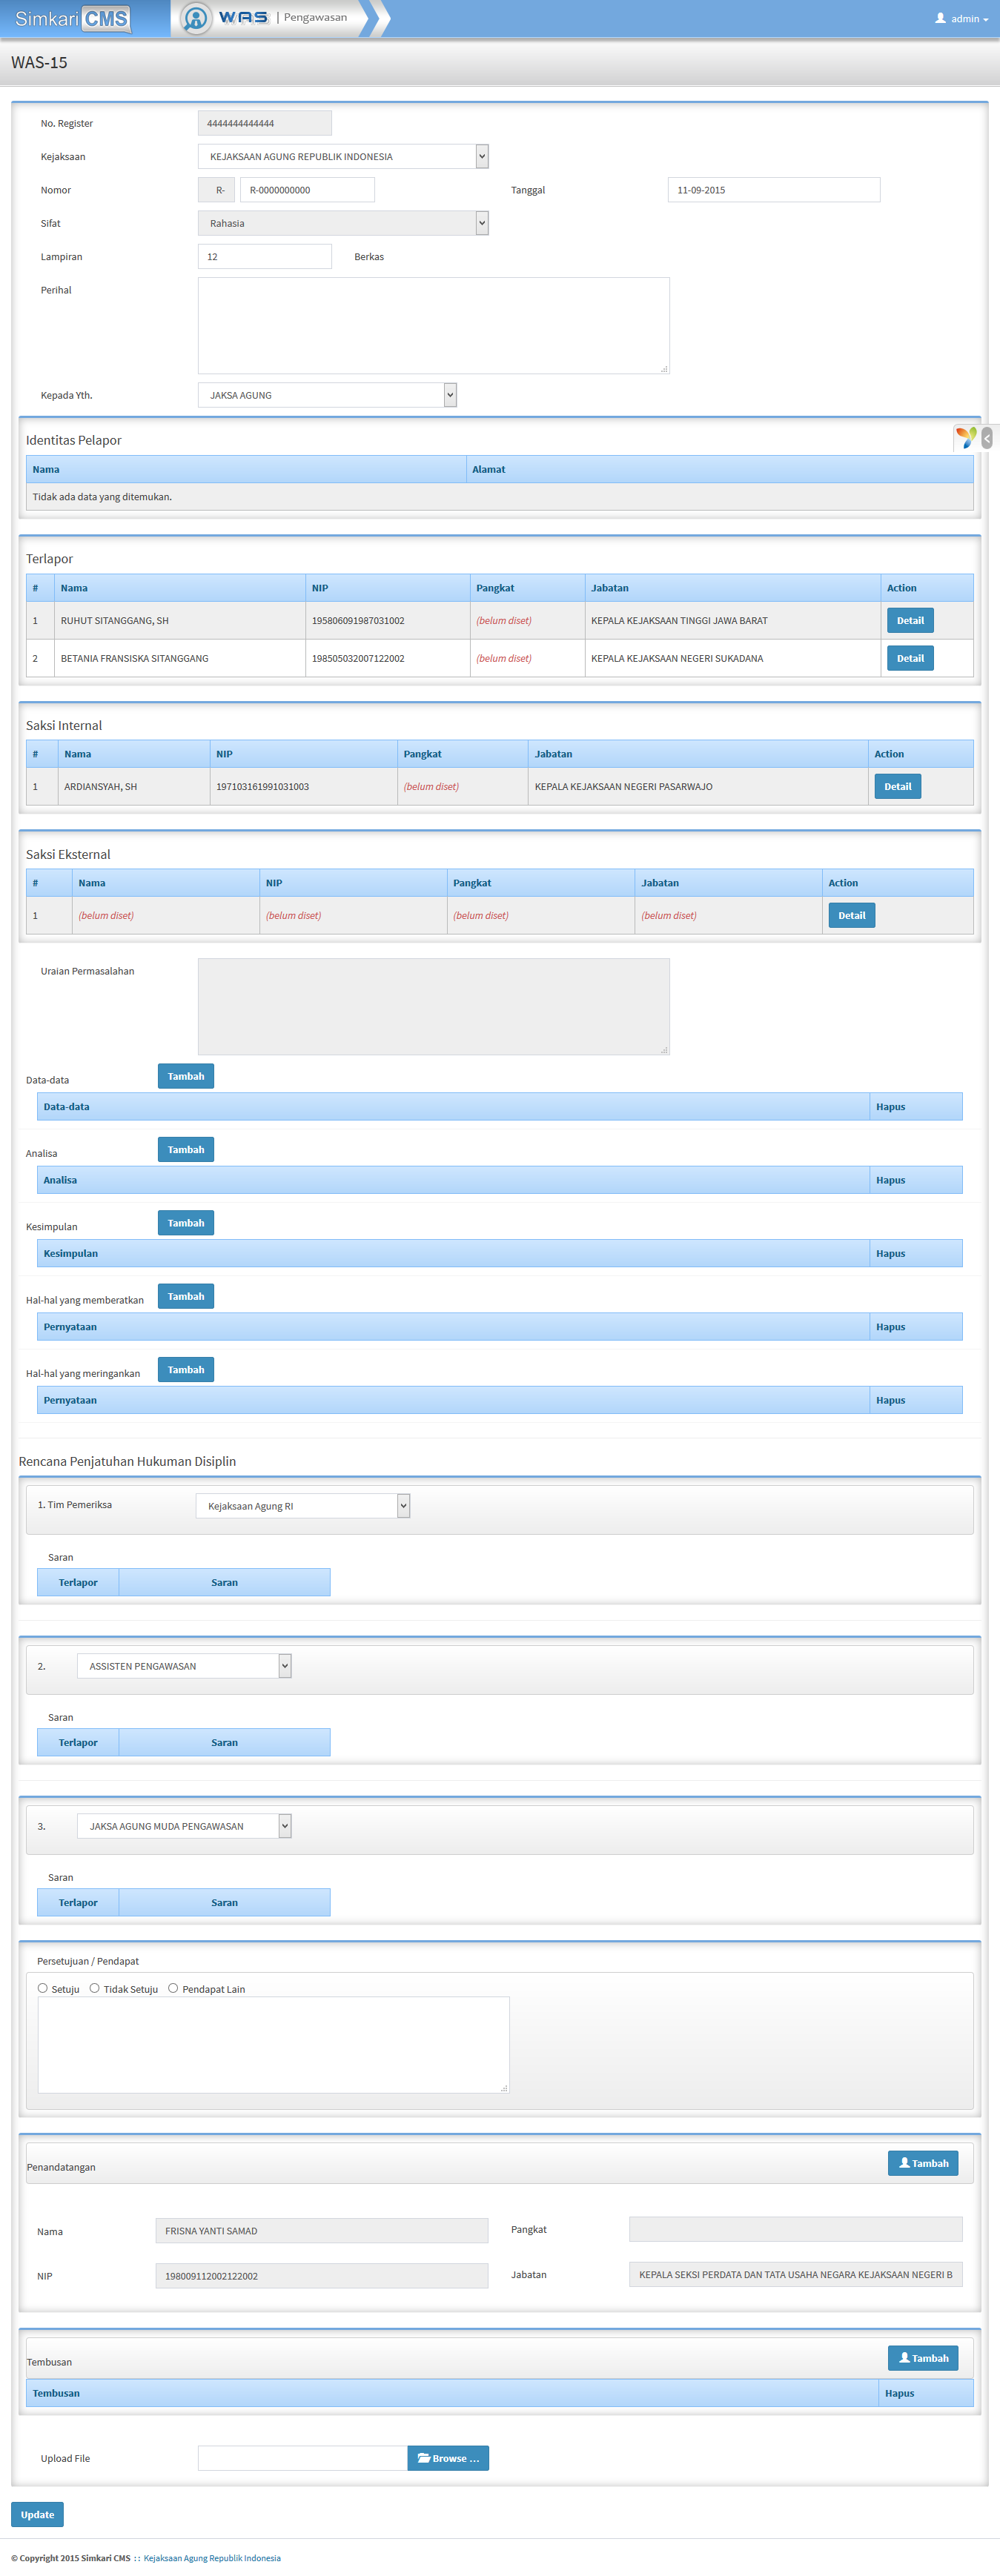 Simkari CMS WAS | Pengawasan admin
WAS-15
No. Register 4444444444444
Kejaksaan KEJAKSAAN AGUNG REPUBLIK INDONESIA
Nomor R- R-0000000000 Tanggal 11-09-2015
Sifat Rahasia
Lampiran 12 Berkas
Perihal
Kepada Yth. JAKSA AGUNG
Identitas Pelapor
Nama Alamat
Tidak ada data yang ditemukan.
Terlapor
# Nama NIP Pangkat Jabatan Action
1 RUHUT SITANGGANG, SH 195806091987031002 (belum diset) KEPALA KEJAKSAAN TINGGI JAWA BARAT Detail
2 BETANIA FRANSISKA SITANGGANG 198505032007122002 (belum diset) KEPALA KEJAKSAAN NEGERI SUKADANA Detail
Saksi Internal
# Nama NIP Pangkat Jabatan Action
1 ARDIANSYAH, SH 197103161991031003 (belum diset) KEPALA KEJAKSAAN NEGERI PASARWAJO Detail
Saksi Eksternal
# Nama NIP Pangkat Jabatan Action
1 (belum diset) (belum diset) (belum diset) (belum diset) Detail
Uraian Permasalahan
Data-data Tambah
Data-data Hapus
Analisa Tambah
Analisa Hapus
Kesimpulan Tambah
Kesimpulan Hapus
Hal-hal yang memberatkan Tambah
Pernyataan Hapus
Hal-hal yang meringankan Tambah
Pernyataan Hapus
Rencana Penjatuhan Hukuman Disiplin
1. Tim Pemeriksa Kejaksaan Agung RI
Saran
Terlapor Saran
2. ASSISTEN PENGAWASAN
Saran
Terlapor Saran
3. JAKSA AGUNG MUDA PENGAWASAN
Saran
Terlapor Saran
Persetujuan / Pendapat
Setuju Tidak Setuju Pendapat Lain
Penandatangan Tambah
Nama FRISNA YANTI SAMAD Pangkat
NIP 198009112002122002 Jabatan KEPALA SEKSI PERDATA DAN TATA USAHA NEGARA KEJAKSAAN NEGERI B
Tembusan Tambah
Tembusan Hapus
Upload File Browse ...
Update
© Copyright 2015 Simkari CMS :: Kejaksaan Agung Republik Indonesia